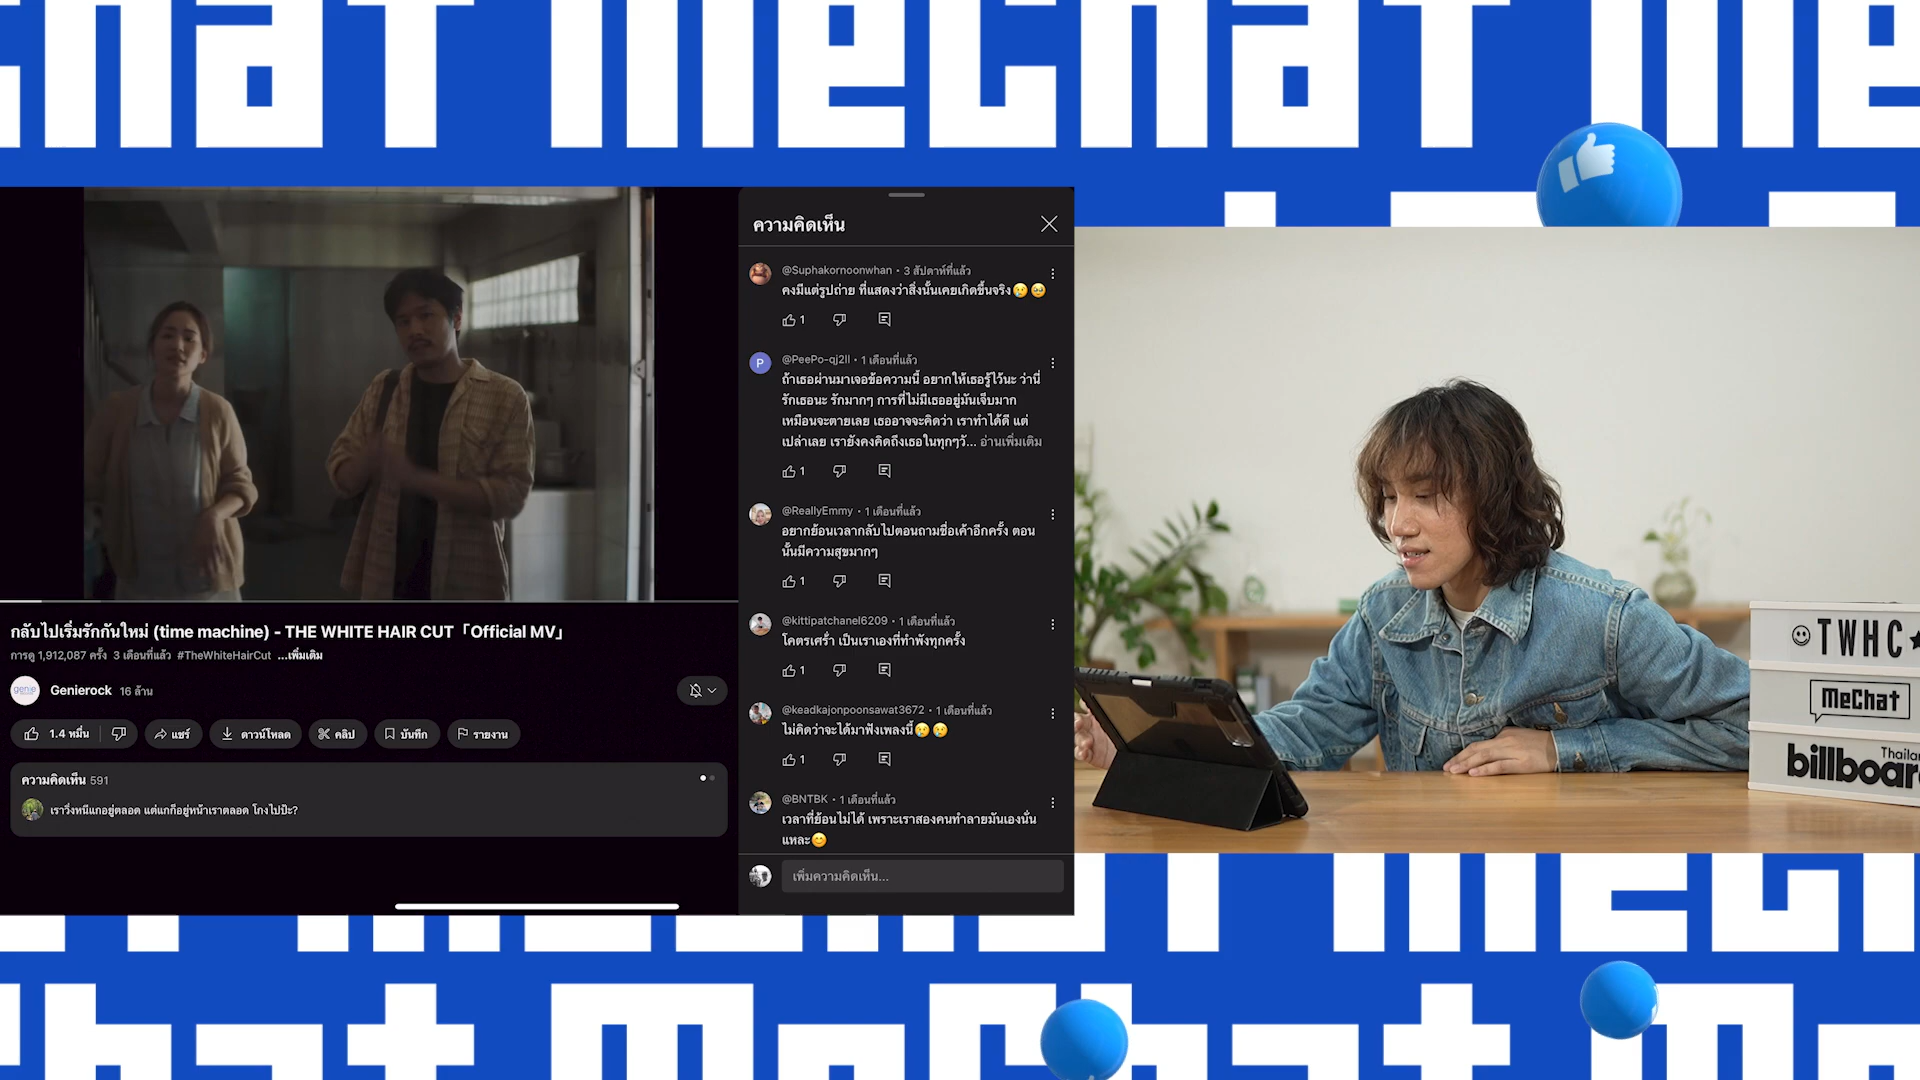 chat MeChat Me
ความคิดเห็น
@Suphakornoonwhan • 3 สัปดาห์ที่แล้ว
คงมีแต่รูปถ่าย ที่แสดงว่าสิ่งนั้นเคยเกิดขึ้นจริง😢🥹
1
P
@PeePo-qj2ll • 1 เดือนที่แล้ว
ถ้าเธอผ่านมาเจอข้อความนี้ อยากให้เธอรู้ไว้นะ ว่านี่
รักเธอนะ รักมากๆ การที่ไม่มีเธออยู่มันเจ็บมาก
เหมือนจะตายเลย เธออาจจะคิดว่า เราทำได้ดี แต่
เปล่าเลย เรายังคงคิดถึงเธอในทุกๆวั... อ่านเพิ่มเติม
1
@ReallyEmmy • 1 เดือนที่แล้ว
อยากย้อนเวลากลับไปตอนถามชื่อเค้าอีกครั้ง ตอน
นั้นมีความสุขมากๆ
1
@kittipatchanel6209 • 1 เดือนที่แล้ว
โคตรเศร้า เป็นเราเองที่ทำพังทุกครั้ง
1
@keadkajonpoonsawat3672 • 1 เดือนที่แล้ว
ไม่คิดว่าจะได้มาฟังเพลงนี้😢😢
1
@BNTBK • 1 เดือนที่แล้ว
เวลาที่ย้อนไม่ได้ เพราะเราสองคนทำลายมันเองนั่น
แหละ😊
เพิ่มความคิดเห็น...
กลับไปเริ่มรักกันใหม่ (time machine) - THE WHITE HAIR CUT「Official MV」
การดู 1,912,087 ครั้ง 3 เดือนที่แล้ว #TheWhiteHairCut ...เพิ่มเติม
genie
Genierock 16 ล้าน
1.4 หมื่น แชร์ ดาวน์โหลด คลิป บันทึก รายงาน
ความคิดเห็น 591
เราวิ่งหนีแกอยู่ตลอด แต่แกก็อยู่หน้าเราตลอด โกงไปป๊ะ?
TWHC
MeChat
Thaila
billboar
chat MeChat Me